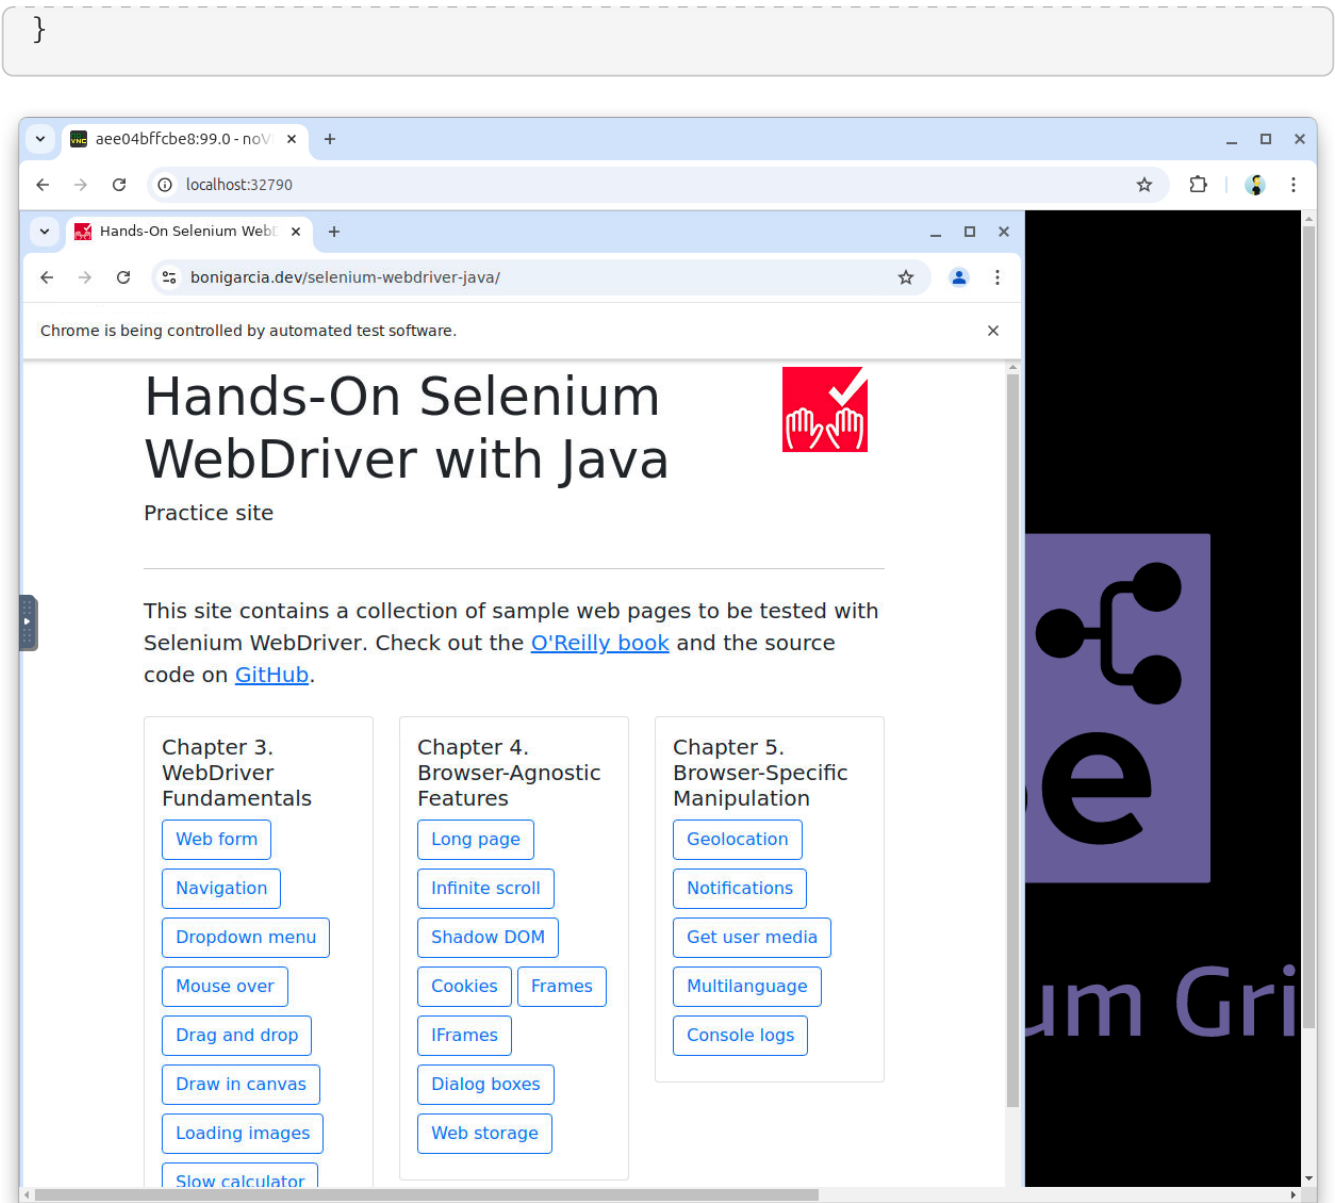 }
aee04bffcbe8:99.0 - noV
localhost:32790
Hands-On Selenium Web
bonigarcia.dev/selenium-webdriver-java/
Chrome is being controlled by automated test software.
Hands-On Selenium
WebDriver with Java
Practice site
This site contains a collection of sample web pages to be tested with
Selenium WebDriver. Check out the O'Reilly book and the source
code on GitHub.
Chapter 3.
WebDriver
Fundamentals
Web form
Navigation
Dropdown menu
Mouse over
Drag and drop
Draw in canvas
Loading images
Slow calculator
Chapter 4.
Browser-Agnostic
Features
Long page
Infinite scroll
Shadow DOM
Cookies Frames
IFrames
Dialog boxes
Web storage
Chapter 5.
Browser-Specific
Manipulation
Geolocation
Notifications
Get user media
Multilanguage
Console logs
e
um Gri